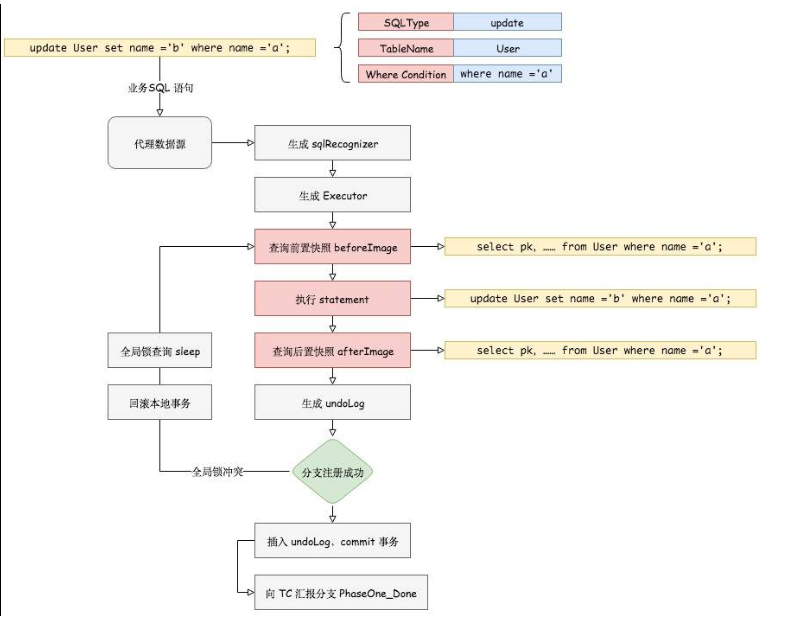 SQLType update
update User set name ='b' where name ='a';
TableName User
Where Condition where name ='a'
业务SQL 语句
代理数据源
生成 sqlRecognizer
生成 Executor
查询前置快照 beforeImage
select pk, …… from User where name ='a';
执行 statement
update User set name ='b' where name ='a';
全局锁查询 sleep
查询后置快照 afterImage
select pk, …… from User where name ='a';
回滚本地事务
生成 undoLog
全局锁冲突
分支注册成功
插入 undoLog, commit 事务
向 TC 汇报分支 PhaseOne_Done